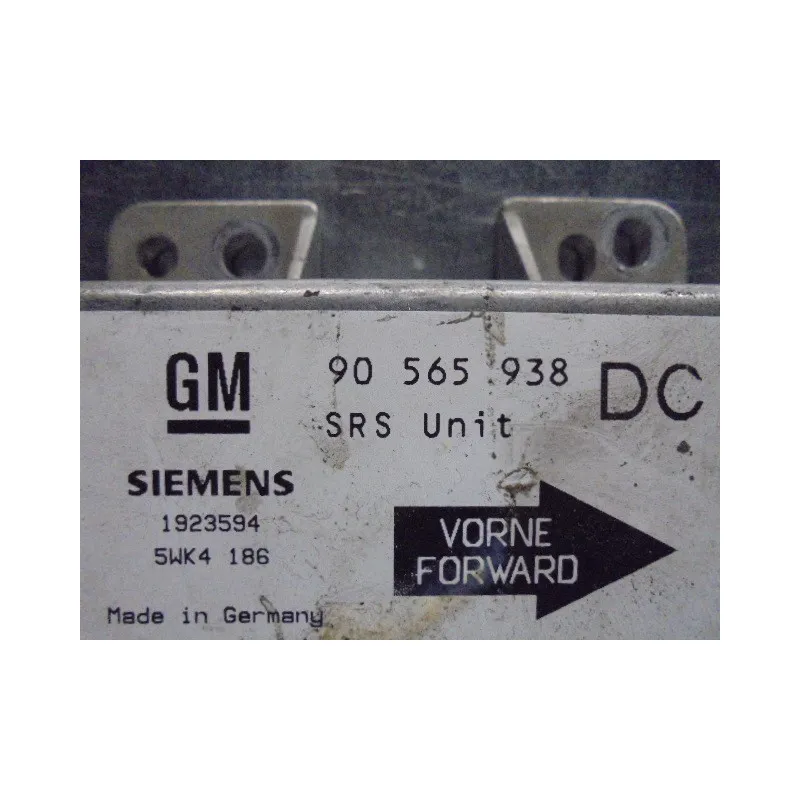 GM
90 565 938 DC
SRS Unit
SIEMENS
1923594
5WK4 186
VORNE
FORWARD
Made in Germany